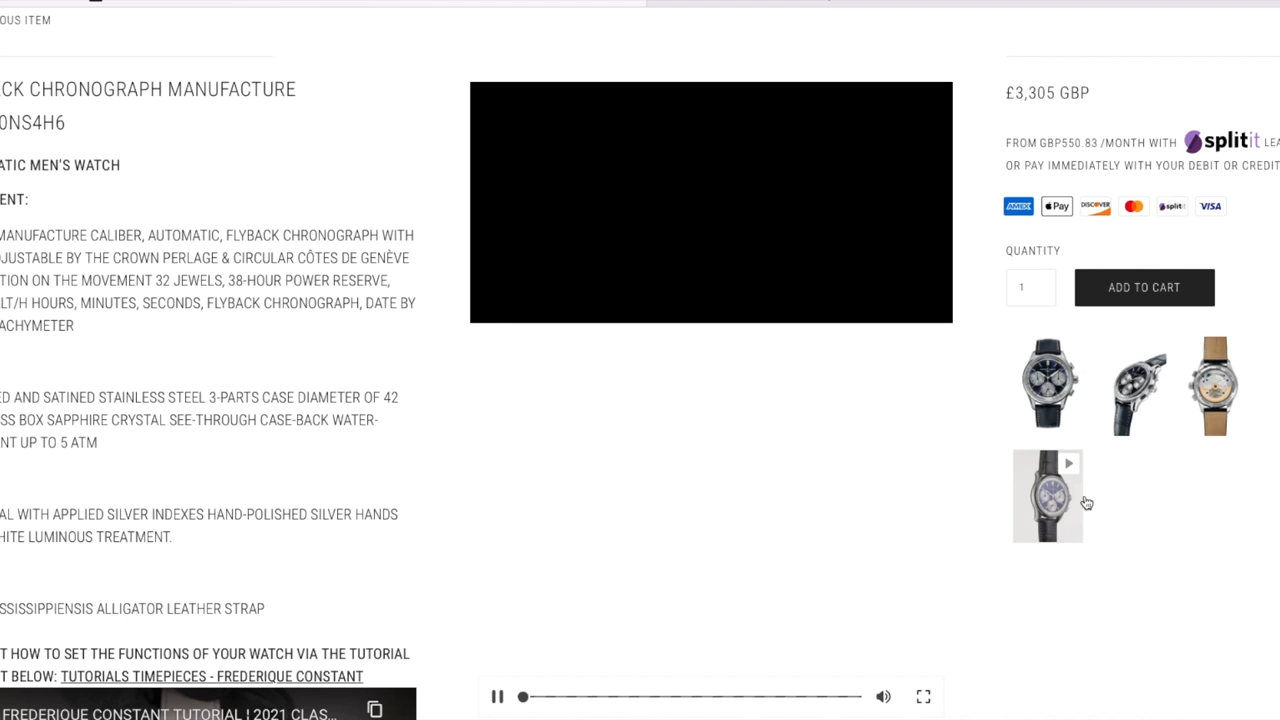 OUS ITEM
CK CHRONOGRAPH MANUFACTURE
0NS4H6
ATIC MEN'S WATCH
ENT:
MANUFACTURE CALIBER, AUTOMATIC, FLYBACK CHRONOGRAPH WITH
DJUSTABLE BY THE CROWN PERLAGE & CIRCULAR CÔTES DE GENÈVE
TION ON THE MOVEMENT 32 JEWELS, 38-HOUR POWER RESERVE,
LT/H HOURS, MINUTES, SECONDS, FLYBACK CHRONOGRAPH, DATE BY
ACHYMETER
ED AND SATINED STAINLESS STEEL 3-PARTS CASE DIAMETER OF 42
SS BOX SAPPHIRE CRYSTAL SEE-THROUGH CASE-BACK WATER-
NT UP TO 5 ATM
AL WITH APPLIED SILVER INDEXES HAND-POLISHED SILVER HANDS
HITE LUMINOUS TREATMENT.
SSISSIPPIENSIS ALLIGATOR LEATHER STRAP
T HOW TO SET THE FUNCTIONS OF YOUR WATCH VIA THE TUTORIAL
T BELOW: TUTORIALS TIMEPIECES - FREDERIQUE CONSTANT
FREDERIQUE CONSTANT TUTORIAL | 2021 CLAS...
£3,305 GBP
FROM GBP550.83 /MONTH WITH splitit LEA
OR PAY IMMEDIATELY WITH YOUR DEBIT OR CREDIT
AMEX Apple Pay DISCOVER splitit VISA
QUANTITY
1 ADD TO CART